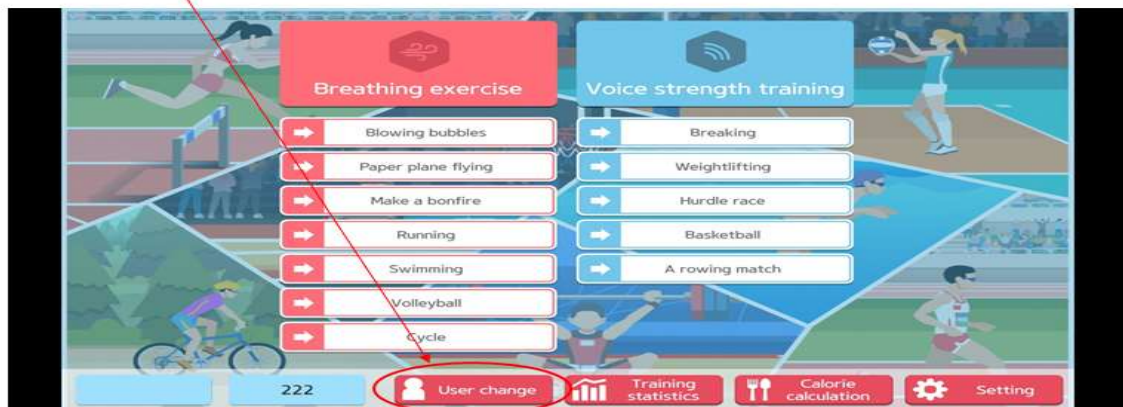 Breathing exercise
Blowing bubbles
Paper plane flying
Make a bonfire
Running
Swimming
Volleyball
Cycle
Voice strength training
Breaking
Weightlifting
Hurdle race
Basketball
A rowing match
222
User change
Training
statistics
Calorie
calculation
Setting